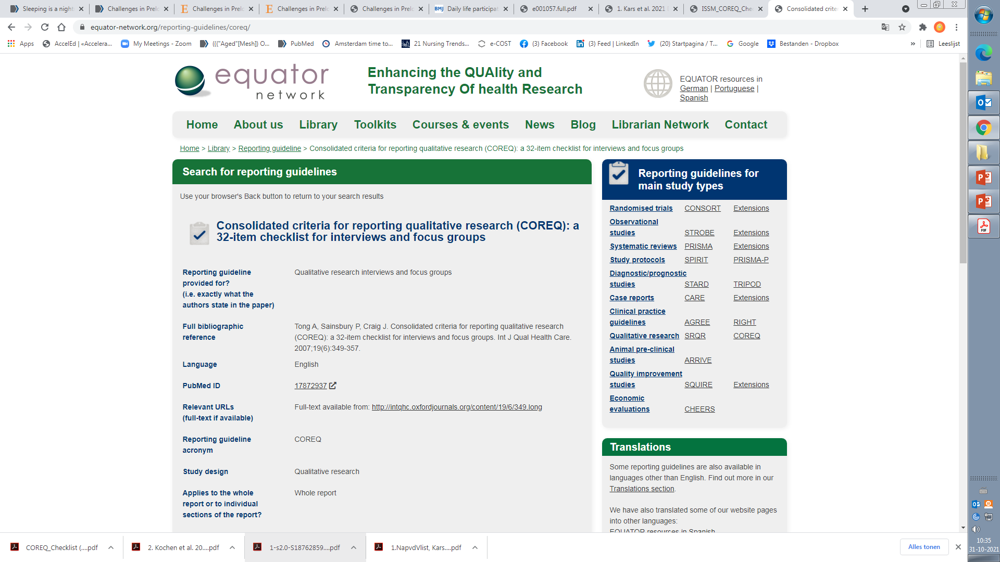 Sleeping is a night
Challenges in Prelo
Challenges in Prelo
Challenges in Prelo
Challenges in Prelo
BMJ Daily life participat
e001057.full.pdf
1. Kars et al. 2021
ISSM_COREQ_Che
Consolidated crite
equator-network.org/reporting-guidelines/coreq/
Apps
AccelEd | «Accelera...
My Meetings - Zoom
((("Aged"[Mesh]) O...
PubMed
Amsterdam time to...
21 Nursing Trends...
e-COST
(3) Facebook
(3) Feed | LinkedIn
(20) Startpagina / T...
Google
Bestanden - Dropbox
»
Leeslijst
equator
network
Enhancing the QUAlity and
Transparency Of health Research
EQUATOR resources in
German | Portuguese |
Spanish
Home About us Library Toolkits Courses & events News Blog Librarian Network Contact
Home > Library > Reporting guideline > Consolidated criteria for reporting qualitative research (COREQ): a 32-item checklist for interviews and focus groups
Search for reporting guidelines
Use your browser's Back button to return to your search results
Consolidated criteria for reporting qualitative research (COREQ): a
32-item checklist for interviews and focus groups
Reporting guideline
provided for?
(i.e. exactly what the
authors state in the paper)
Qualitative research interviews and focus groups
Full bibliographic
reference
Tong A, Sainsbury P, Craig J. Consolidated criteria for reporting qualitative research
(COREQ): a 32-item checklist for interviews and focus groups. Int J Qual Health Care.
2007;19(6):349-357.
Language
English
PubMed ID
17872937
Relevant URLs
(full-text if available)
Full-text available from: http://intqhc.oxfordjournals.org/content/19/6/349.long
Reporting guideline
acronym
COREQ
Study design
Qualitative research
Applies to the whole
report or to individual
sections of the report?
Whole report
Reporting guidelines for
main study types
Randomised trials CONSORT Extensions
Observational
studies STROBE Extensions
Systematic reviews PRISMA Extensions
Study protocols SPIRIT PRISMA-P
Diagnostic/prognostic
studies STARD TRIPOD
Case reports CARE Extensions
Clinical practice
guidelines AGREE RIGHT
Qualitative research SRQR COREQ
Animal pre-clinical
studies ARRIVE
Quality improvement
studies SQUIRE Extensions
Economic
evaluations CHEERS
Translations
Some reporting guidelines are also available in
languages other than English. Find out more in our
Translations section.
We have also translated some of our website pages
into other languages:
EQUATOR resources in Spanish
COREQ_Checklist (....pdf
2. Kochen et al. 20....pdf
1-s2.0-S18762859....pdf
1.NapvdVlist, Kars....pdf
Alles tonen
10:35
31-10-2021